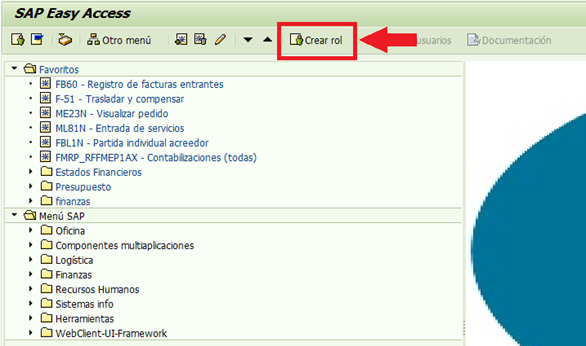 SAP Easy Access
Otro menú Crear rol usuarios Documentación
Favoritos
FB60 - Registro de facturas entrantes
F-51 - Trasladar y compensar
ME23N - Visualizar pedido
ML81N - Entrada de servicios
FBL1N - Partida individual acreedor
FMRP_RFFMEP1AX - Contabilizaciones (todas)
Estados Financieros
Presupuesto
finanzas
Menú SAP
Oficina
Componentes multiaplicaciones
Logística
Finanzas
Recursos Humanos
Sistemas info
Herramientas
WebClient-UI-Framework